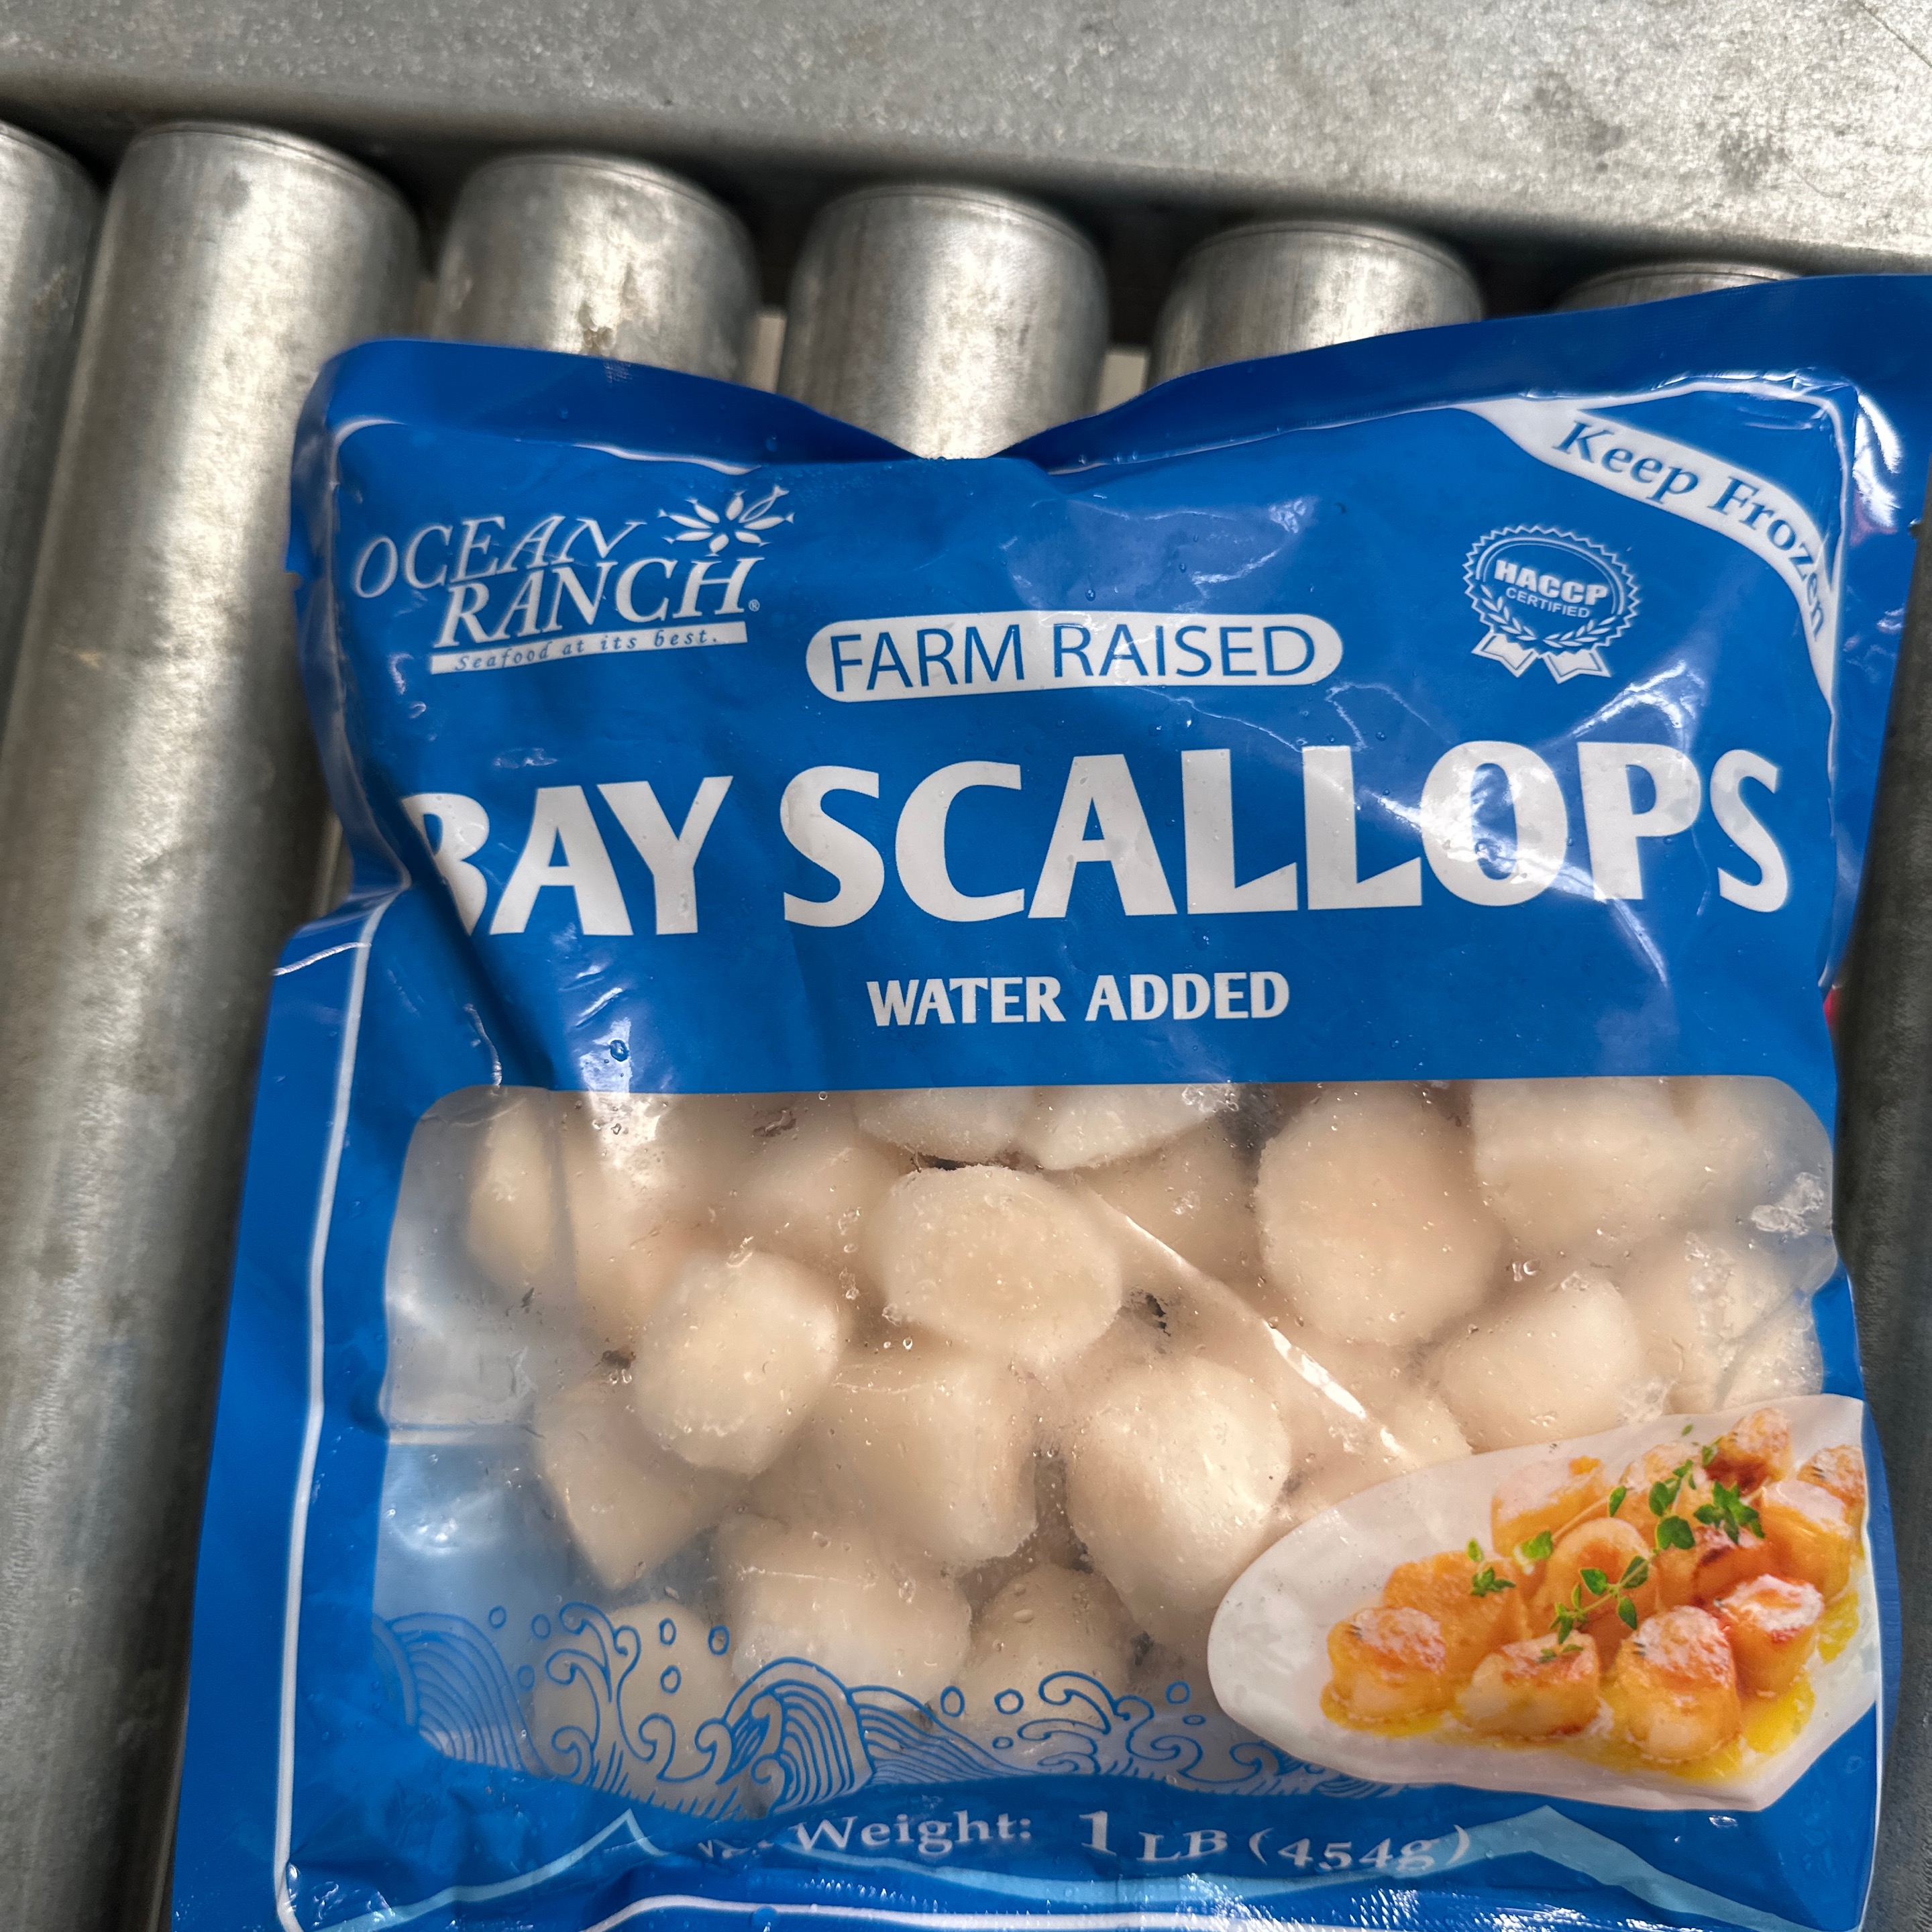 Keep Frozen
OCEAN
RANCH®
Seafood at its best.
HACCP
CERTIFIED
FARM RAISED
BAY SCALLOPS
WATER ADDED
Weight: 1 LB (454g)